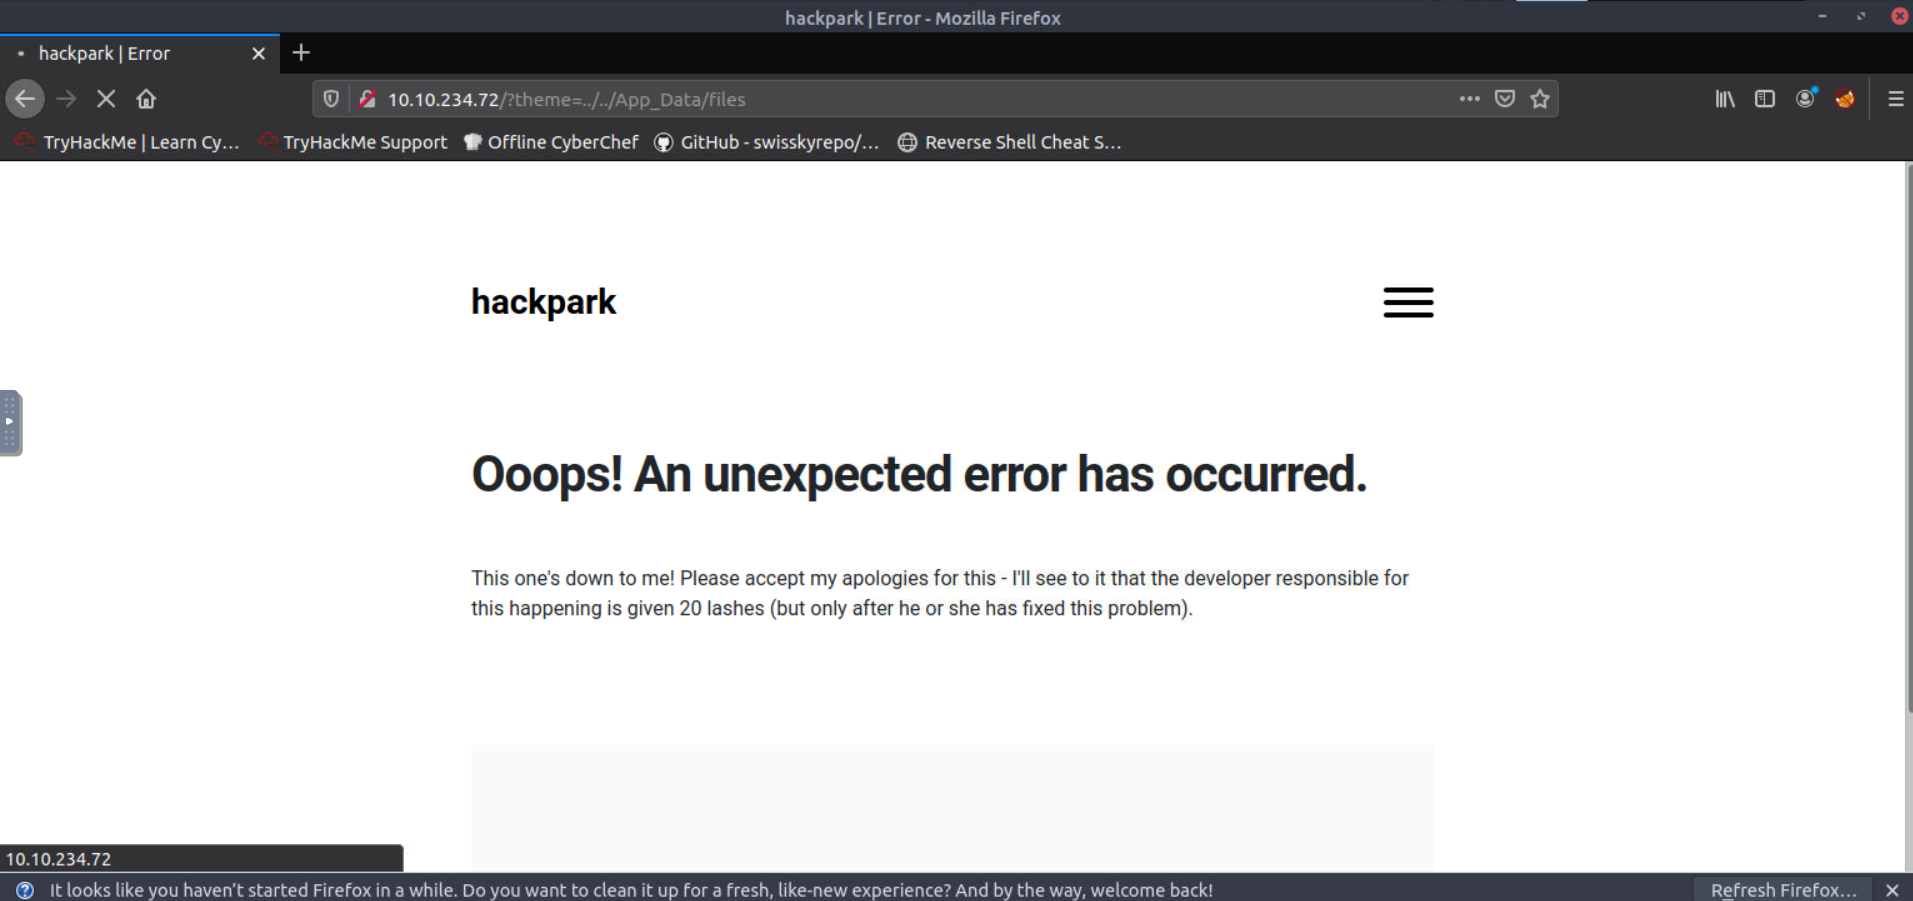 hackpark | Error - Mozilla Firefox
hackpark | Error
10.10.234.72/?theme=../../App_Data/files
TryHackMe | Learn Cy… TryHackMe Support Offline CyberChef GitHub - swisskyrepo/… Reverse Shell Cheat S…
hackpark
Ooops! An unexpected error has occurred.
This one's down to me! Please accept my apologies for this - I'll see to it that the developer responsible for
this happening is given 20 lashes (but only after he or she has fixed this problem).
10.10.234.72
It looks like you haven’t started Firefox in a while. Do you want to clean it up for a fresh, like-new experience? And by the way, welcome back! Refresh Firefox…